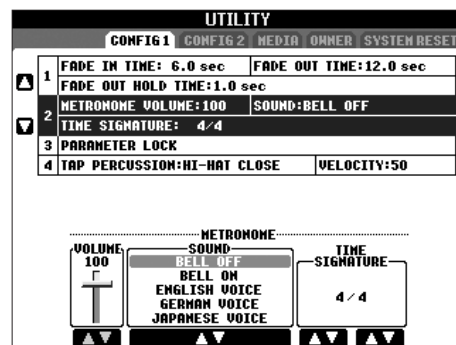 UTILITY
CONFIG 1 CONFIG 2 MEDIA OWNER SYSTEM RESET
1 FADE IN TIME: 6.0 sec FADE OUT TIME:12.0 sec
FADE OUT HOLD TIME:1.0 sec
2 METRONOME VOLUME:100 SOUND:BELL OFF
TIME SIGNATURE: 4/4
3 PARAMETER LOCK
4 TAP PERCUSSION:HI-HAT CLOSE VELOCITY:50
METRONOME
VOLUME SOUND TIME SIGNATURE
100 BELL OFF
BELL ON
ENGLISH VOICE 4/4
GERMAN VOICE
JAPANESE VOICE